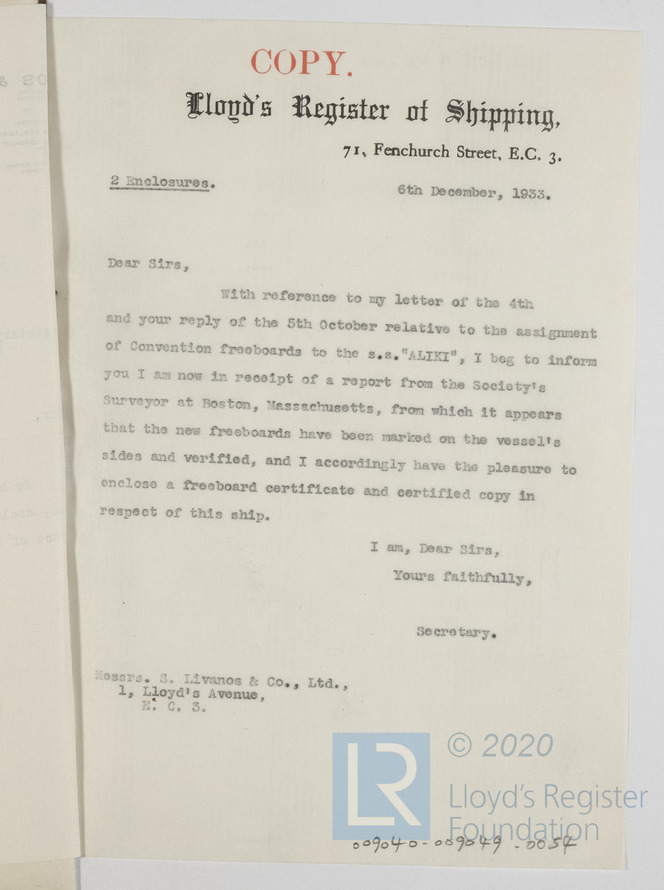 COPY.
Lloyd's Register of Shipping,
71, Fenchurch Street, E.C. 3.
2 Enclosures.
6th December, 1933.
Dear Sirs,
With reference to my letter of the 4th
and your reply of the 5th October relative to the assignment
of Convention freeboards to the s.s."ALIKI", I beg to inform
you I am now in receipt of a report from the Society's
Surveyor at Boston, Massachusetts, from which it appears
that the new freeboards have been marked on the vessel's
sides and verified, and I accordingly have the pleasure to
enclose a freeboard certificate and certified copy in
respect of this ship.
I am, Dear Sirs,
Yours faithfully,
Secretary.
Messrs. S. Livanos & Co., Ltd.,
1, Lloyd's Avenue,
E. C. 3.
LR
© 2020
Lloyd's Register
Foundation
009040-009049-0054